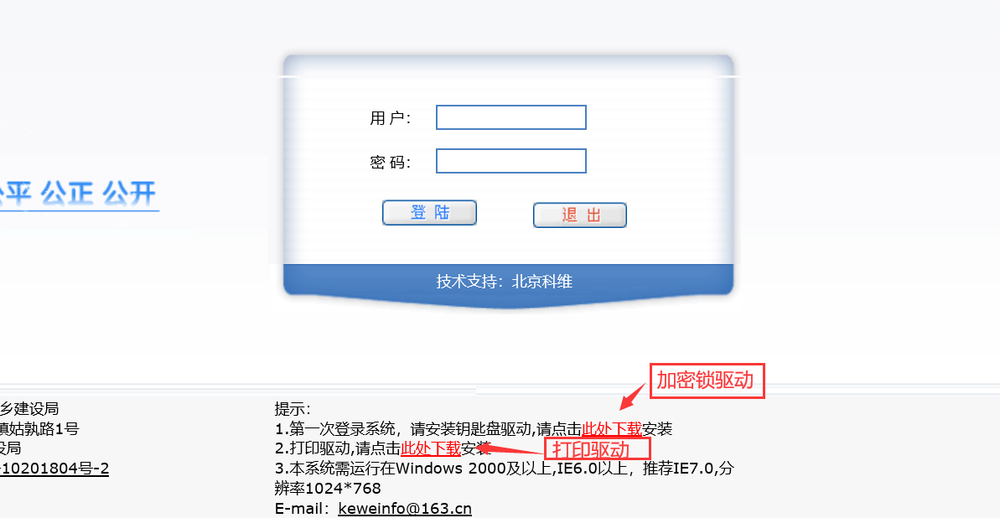 用 户：
密 码：
公平 公正 公开
登 陆
退 出
技术支持：北京科维
加密锁驱动
乡建设局
镇姑孰路1号
设局
10201804号-2
提示：
1.第一次登录系统，请安装钥匙盘驱动,请点击此处下载安装
2.打印驱动,请点击此处下载安装
打印驱动
3.本系统需运行在Windows 2000及以上,IE6.0以上，推荐IE7.0,分
辨率1024*768
E-mail：keweinfo@163.cn